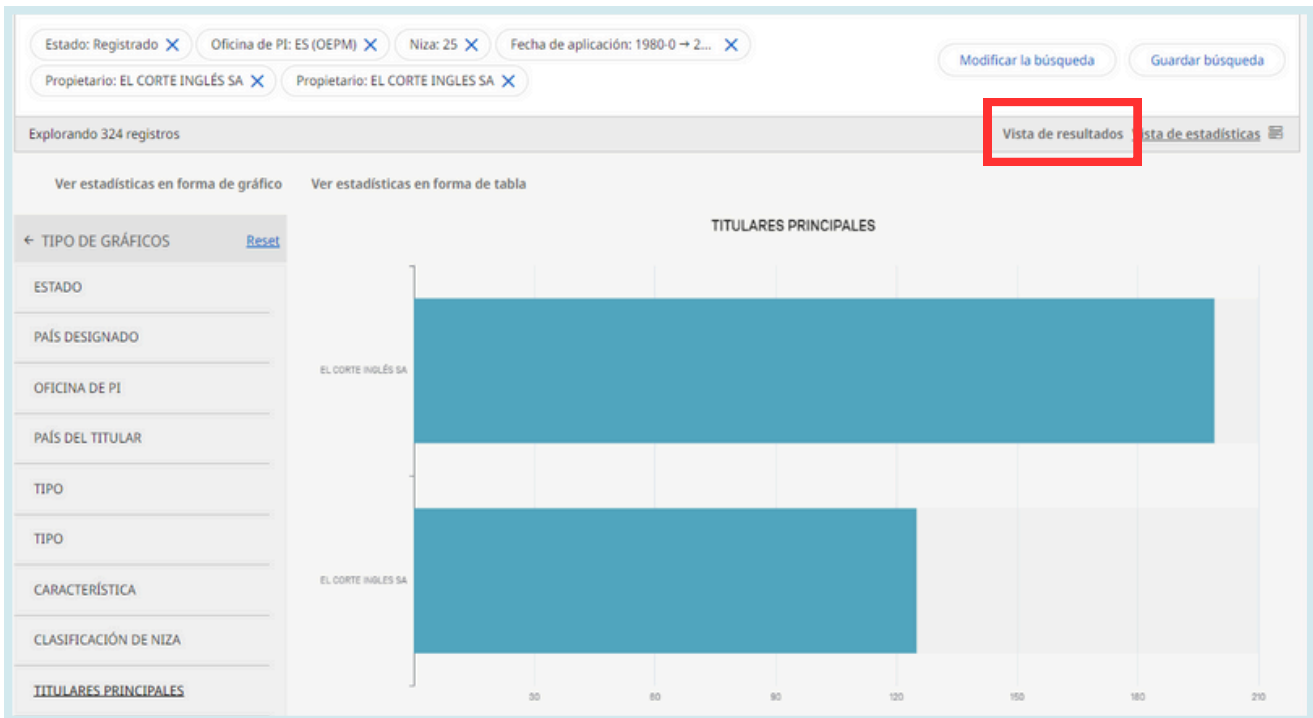 Estado: Registrado Oficina de PI: ES (OEPM) Niza: 25 Fecha de aplicación: 1980-0 → 2...
Propietario: EL CORTE INGLÉS SA Propietario: EL CORTE INGLES SA
Modificar la búsqueda Guardar búsqueda
Explorando 324 registros
Vista de resultados Vista de estadísticas
Ver estadísticas en forma de gráfico Ver estadísticas en forma de tabla
← TIPO DE GRÁFICOS Reset
ESTADO
PAÍS DESIGNADO
OFICINA DE PI
PAÍS DEL TITULAR
TIPO
TIPO
CARACTERÍSTICA
CLASIFICACIÓN DE NIZA
TITULARES PRINCIPALES
TITULARES PRINCIPALES
EL CORTE INGLÉS SA
EL CORTE INGLES SA
30 60 90 120 150 180 210